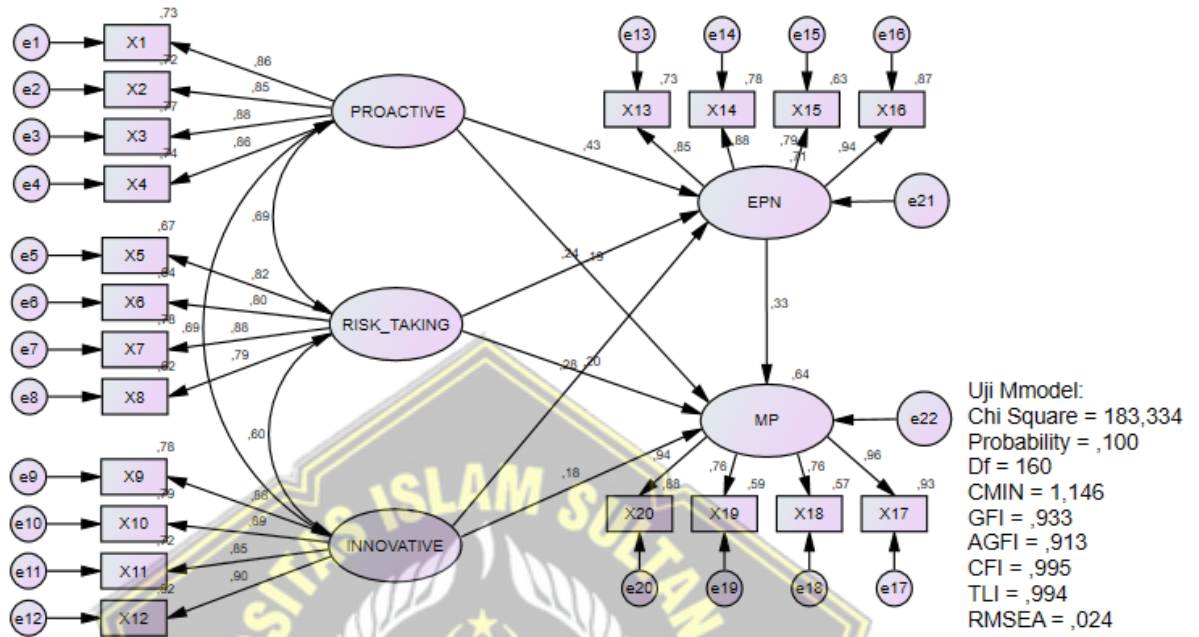 ,73
e1 X1
,86
,72
e2 X2
,85
,77
e3 X3
,88
,74
e4 X4
,86
PROACTIVE
,67
e5 X5
,82
,64
e6 X6
,80
,78
e7 X7
,88
,62
e8 X8
,79
RISK_TAKING
,78
e9 X9
,88
,79
e10 X10
,89
,72
e11 X11
,85
e12 X12
,90
INNOVATIVE
,69
,69
,60
,43
,24 ,19
,28 ,20
,18
,33
e13 e14 e15 e16
,73 ,78 ,63 ,87
X13 X14 X15 X16
,85 ,88 ,79 ,94
,71
EPN
e21
,64
MP
e22
,94 ,76 ,76 ,96
,88 ,59 ,57 ,93
X20 X19 X18 X17
e20 e19 e18 e17
Uji Mmodel:
Chi Square = 183,334
Probability = ,100
Df = 160
CMIN = 1,146
GFI = ,933
AGFI = ,913
CFI = ,995
TLI = ,994
RMSEA = ,024
ISLAM SULTAN